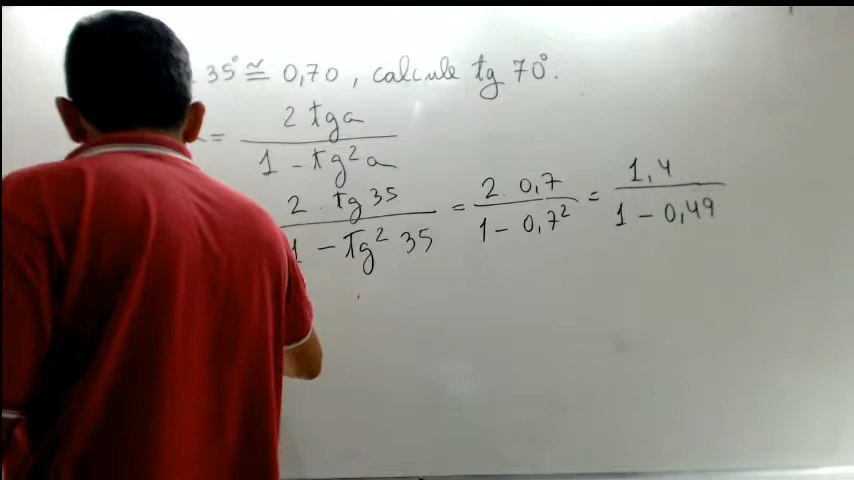 35° ≅ 0,70, calcule tg 70°.
= 2 tga / 1 - tg²a
2 . tg 35 / 1 - tg² 35 = 2. 0,7 / 1 - 0,7² = 1,4 / 1 - 0,49